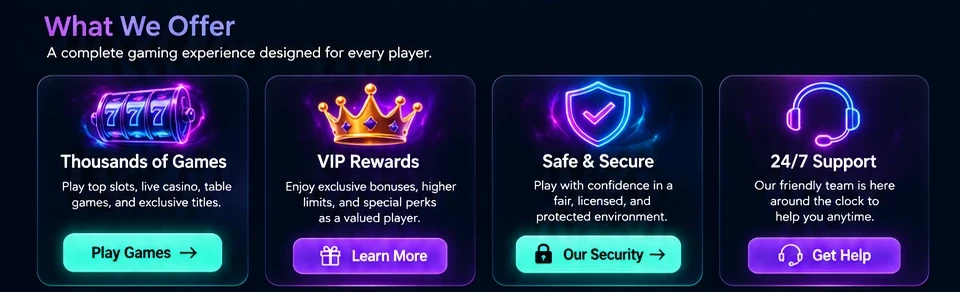 What We Offer
A complete gaming experience designed for every player.
777
Thousands of Games
Play top slots, live casino, table
games, and exclusive titles.
Play Games →
VIP Rewards
Enjoy exclusive bonuses, higher
limits, and special perks
as a valued player.
Learn More
Safe & Secure
Play with confidence in a
fair, licensed, and
protected environment.
Our Security →
24/7 Support
Our friendly team is here
around the clock to
help you anytime.
Get Help